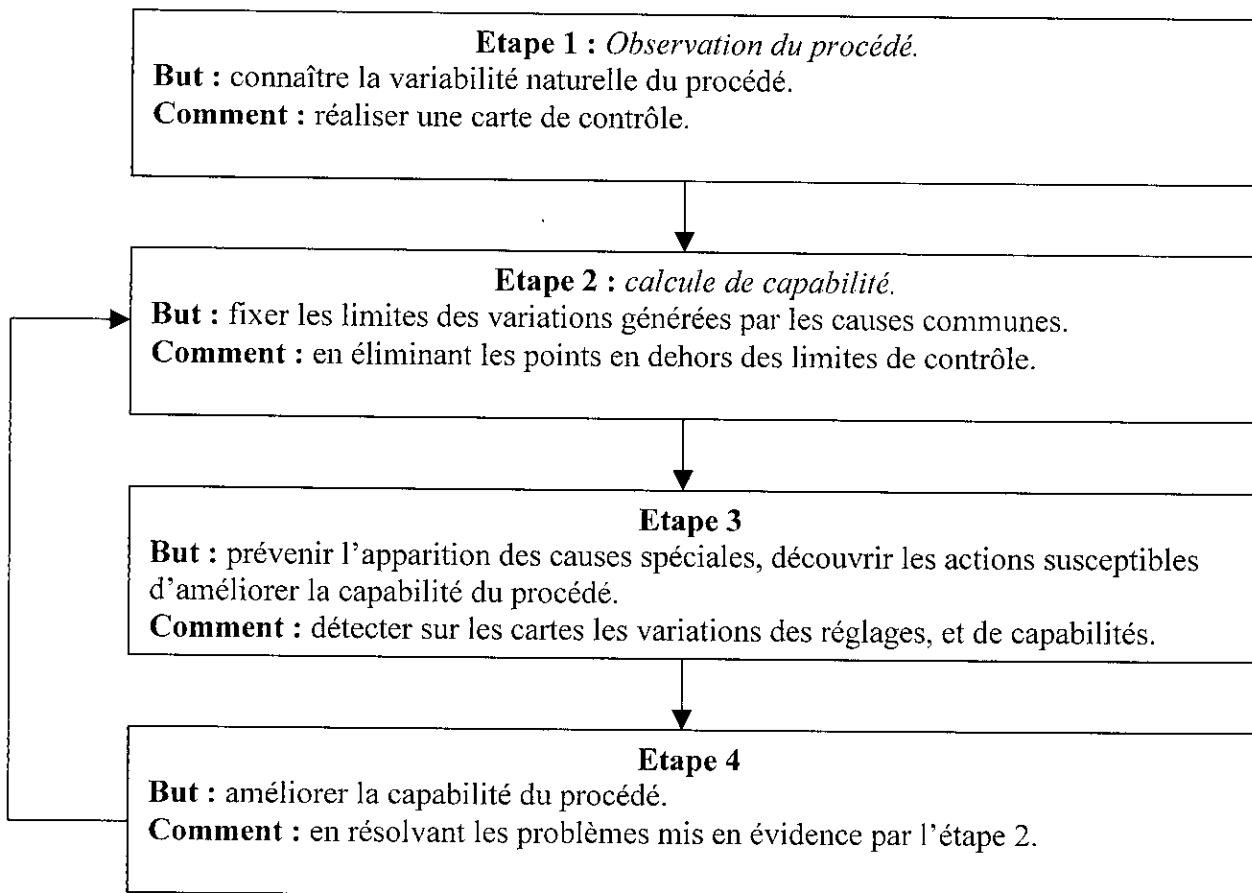 Etape 1 : Observation du procédé.
But : connaître la variabilité naturelle du procédé.
Comment : réaliser une carte de contrôle.
Etape 2 : calcule de capabilité.
But : fixer les limites des variations générées par les causes communes.
Comment : en éliminant les points en dehors des limites de contrôle.
Etape 3
But : prévenir l’apparition des causes spéciales, découvrir les actions susceptibles
d’améliorer la capabilité du procédé.
Comment : détecter sur les cartes les variations des réglages, et de capabilités.
Etape 4
But : améliorer la capabilité du procédé.
Comment : en résolvant les problèmes mis en évidence par l’étape 2.